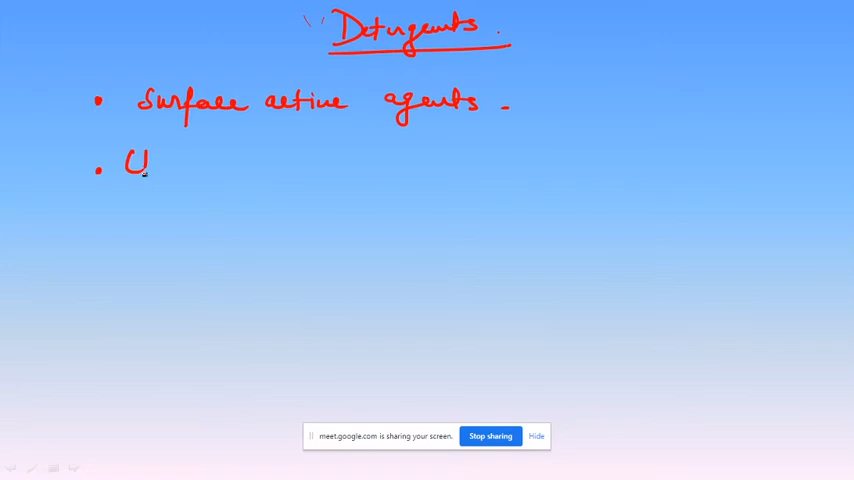 " Detergents.
• Surface active agents.
• U
meet.google.com is sharing your screen. Stop sharing Hide